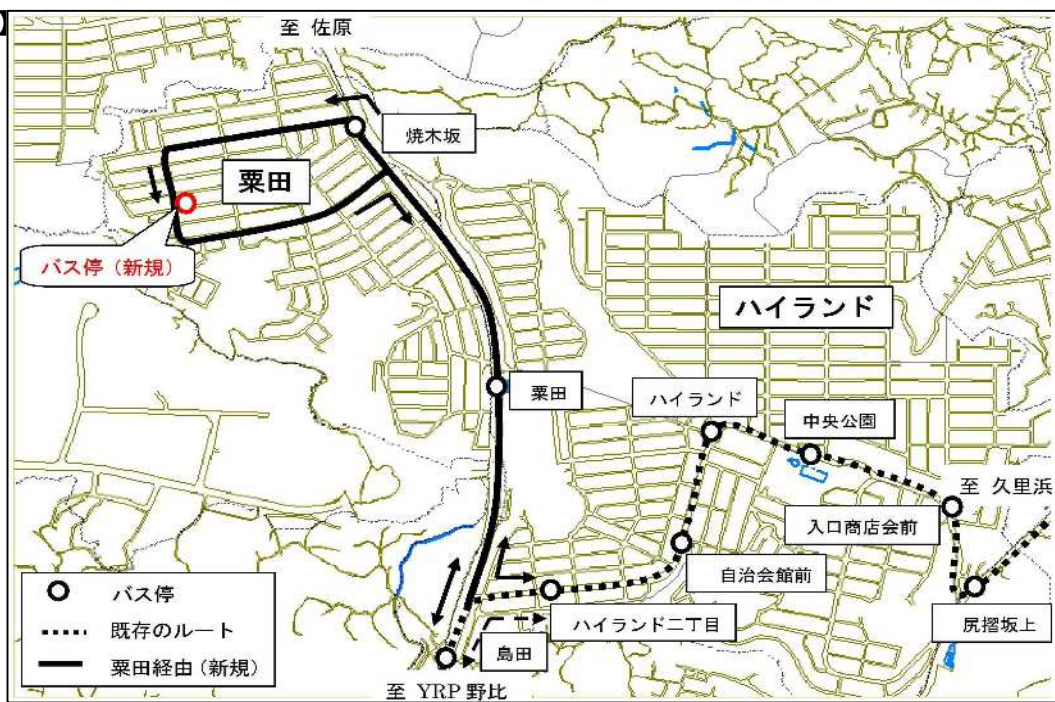 至 佐原
焼木坂
粟田
バス停（新規）
ハイランド
粟田
ハイランド
中央公園
至 久里浜
入口商店会前
自治会館前
尻摺坂上
ハイランド二丁目
島田
至 YRP 野比
バス停
既存のルート
粟田経由（新規）